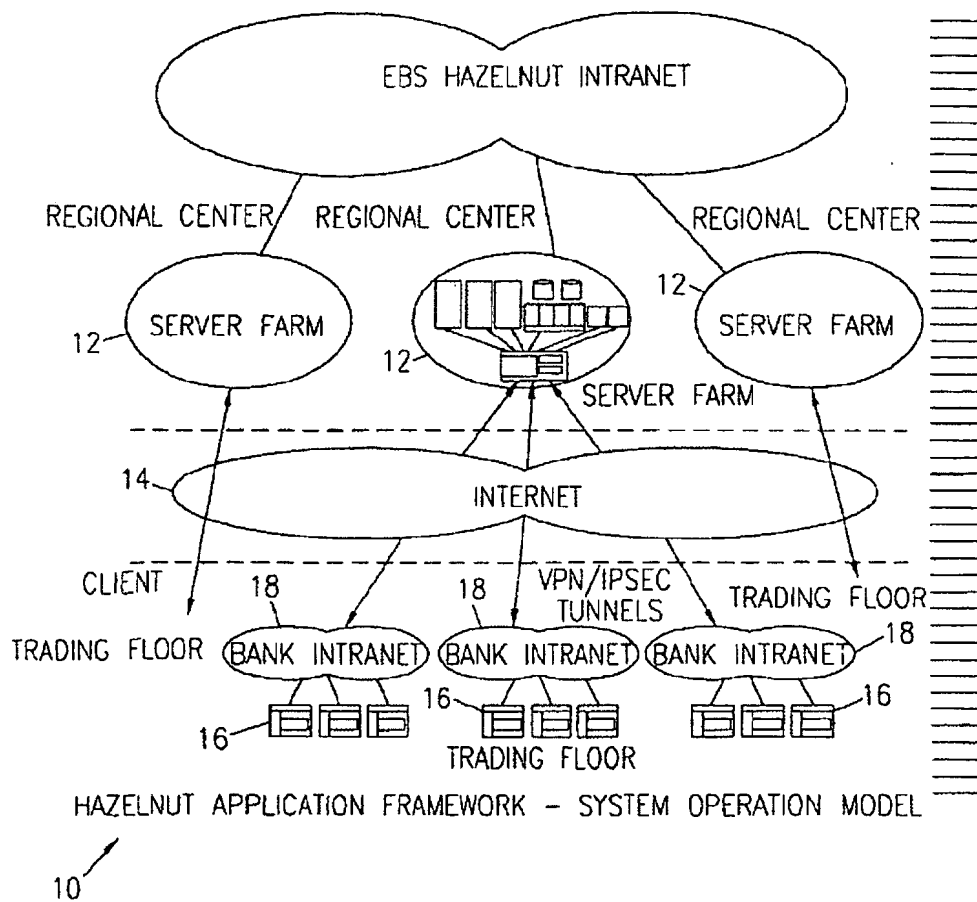 EBS HAZELNUT INTRANET
REGIONAL CENTER
REGIONAL CENTER
REGIONAL CENTER
12
SERVER FARM
12
12
SERVER FARM
SERVER FARM
14
INTERNET
CLIENT
18
18
VPN/IPSEC
TUNNELS
TRADING FLOOR
TRADING FLOOR
BANK INTRANET
BANK INTRANET
BANK INTRANET
18
16
16
16
TRADING FLOOR
HAZELNUT APPLICATION FRAMEWORK - SYSTEM OPERATION MODEL
10